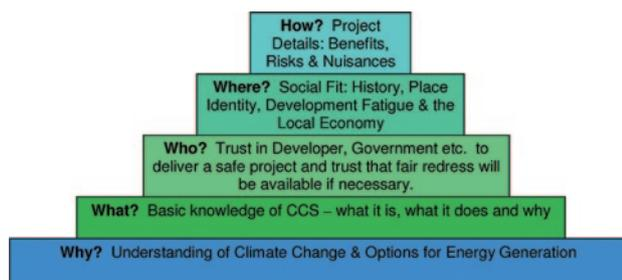 How? Project
Details: Benefits,
Risks & Nuisances
Where? Social Fit: History, Place
Identity, Development Fatigue & the
Local Economy
Who? Trust in Developer, Government etc. to
deliver a safe project and trust that fair redress will
be available if necessary.
What? Basic knowledge of CCS – what it is, what it does and why
Why? Understanding of Climate Change & Options for Energy Generation